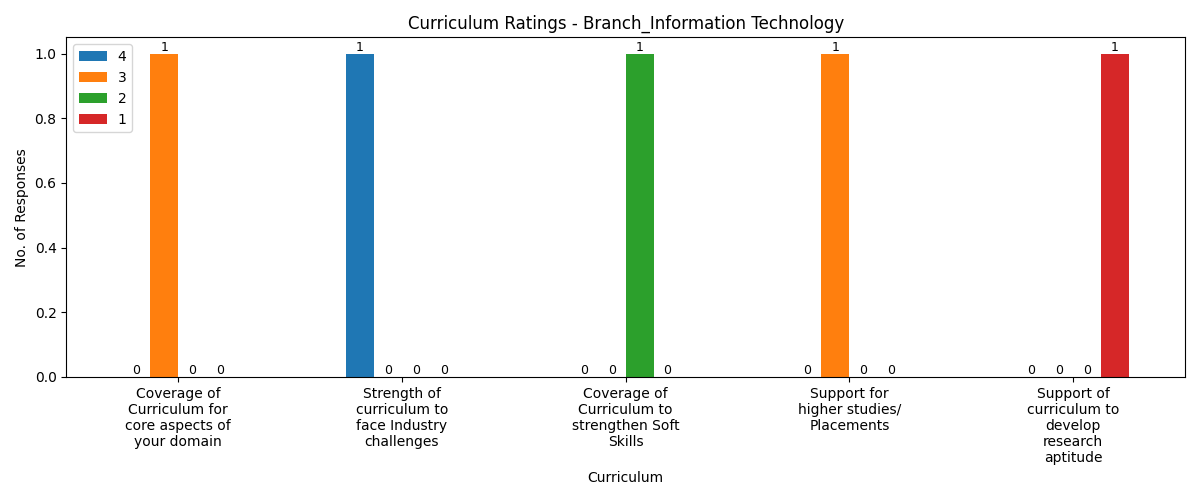 Curriculum Ratings - Branch_Information Technology
4
3
2
1
No. of Responses
1.0
0.8
0.6
0.4
0.2
0.0
0 1 0 0
1 0 0 0
0 0 1 0
0 1 0 0
0 0 0 1
Coverage of
Curriculum for
core aspects of
your domain
Strength of
curriculum to
face Industry
challenges
Coverage of
Curriculum to
strengthen Soft
Skills
Support for
higher studies/
Placements
Support of
curriculum to
develop
research
aptitude
Curriculum